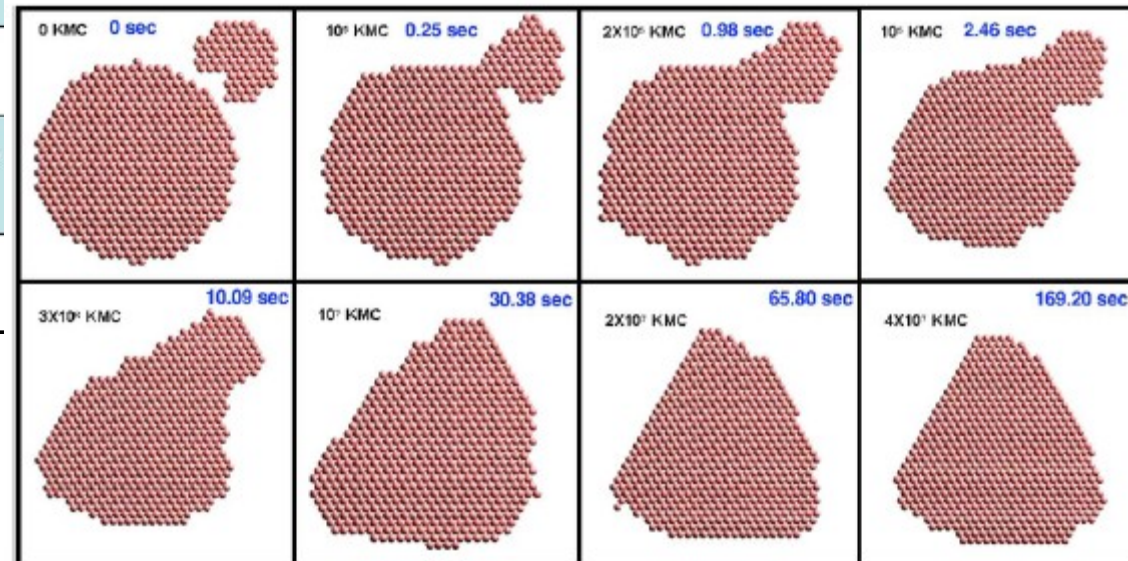 0 KMC 0 sec
10⁵ KMC 0.25 sec
2X10⁵ KMC 0.98 sec
10⁶ KMC 2.46 sec
10.09 sec
3X10⁶ KMC
30.38 sec
10⁷ KMC
65.80 sec
2X10⁷ KMC
169.20 sec
4X10⁷ KMC